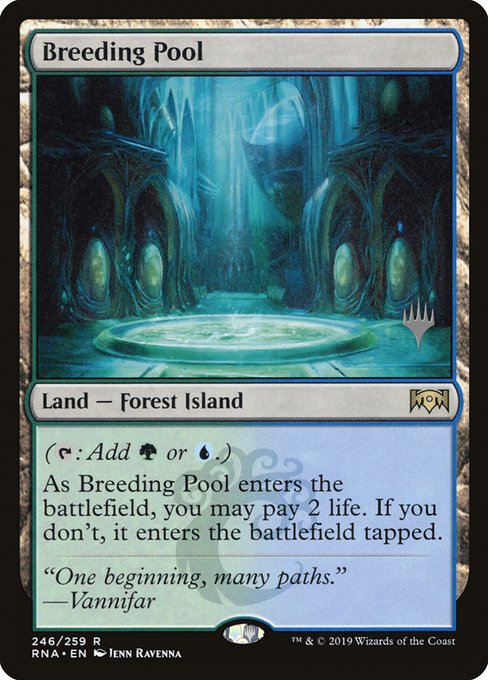 Breeding Pool
Land — Forest Island
(: Add or .)
As Breeding Pool enters the
battlefield, you may pay 2 life. If you
don't, it enters the battlefield tapped.
“One beginning, many paths.”
—Vannifar
246/259 R
RNA • EN Jenn Ravenna
™ & © 2019 Wizards of the Coast